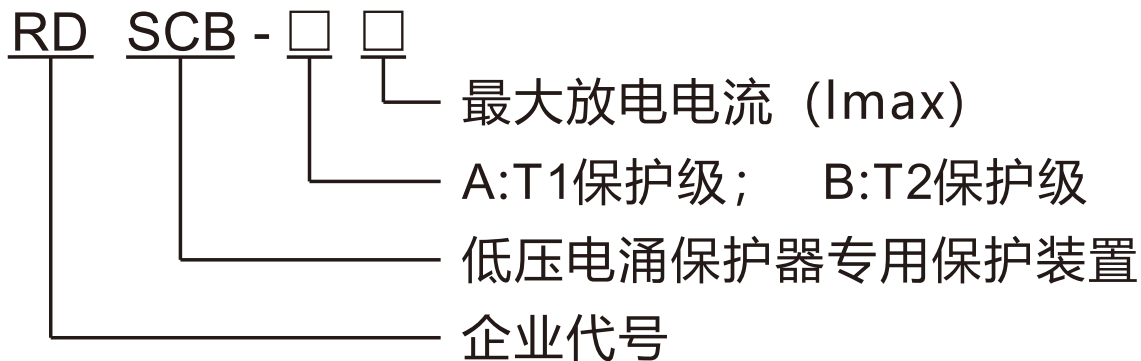 RD SCB-□ □
最大放电电流 (Imax)
A:T1保护级； B:T2保护级
低压电涌保护器专用保护装置
企业代号